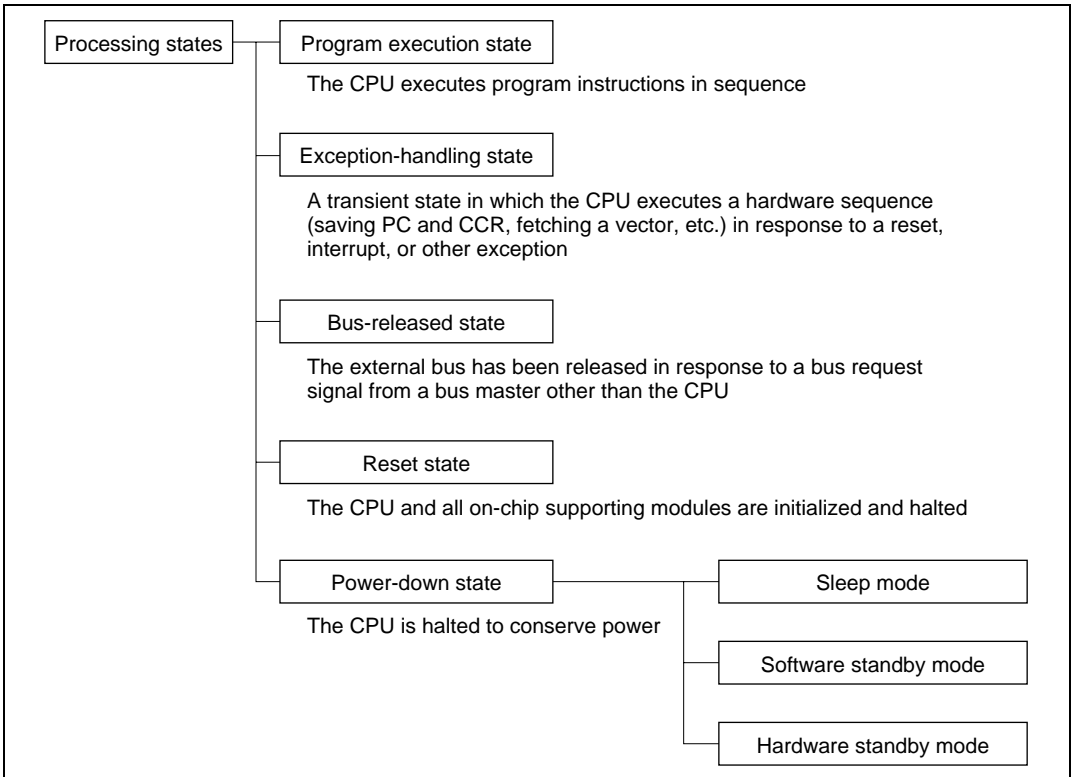 Processing states
Program execution state
The CPU executes program instructions in sequence
Exception-handling state
A transient state in which the CPU executes a hardware sequence
(saving PC and CCR, fetching a vector, etc.) in response to a reset,
interrupt, or other exception
Bus-released state
The external bus has been released in response to a bus request
signal from a bus master other than the CPU
Reset state
The CPU and all on-chip supporting modules are initialized and halted
Power-down state
Sleep mode
The CPU is halted to conserve power
Software standby mode
Hardware standby mode